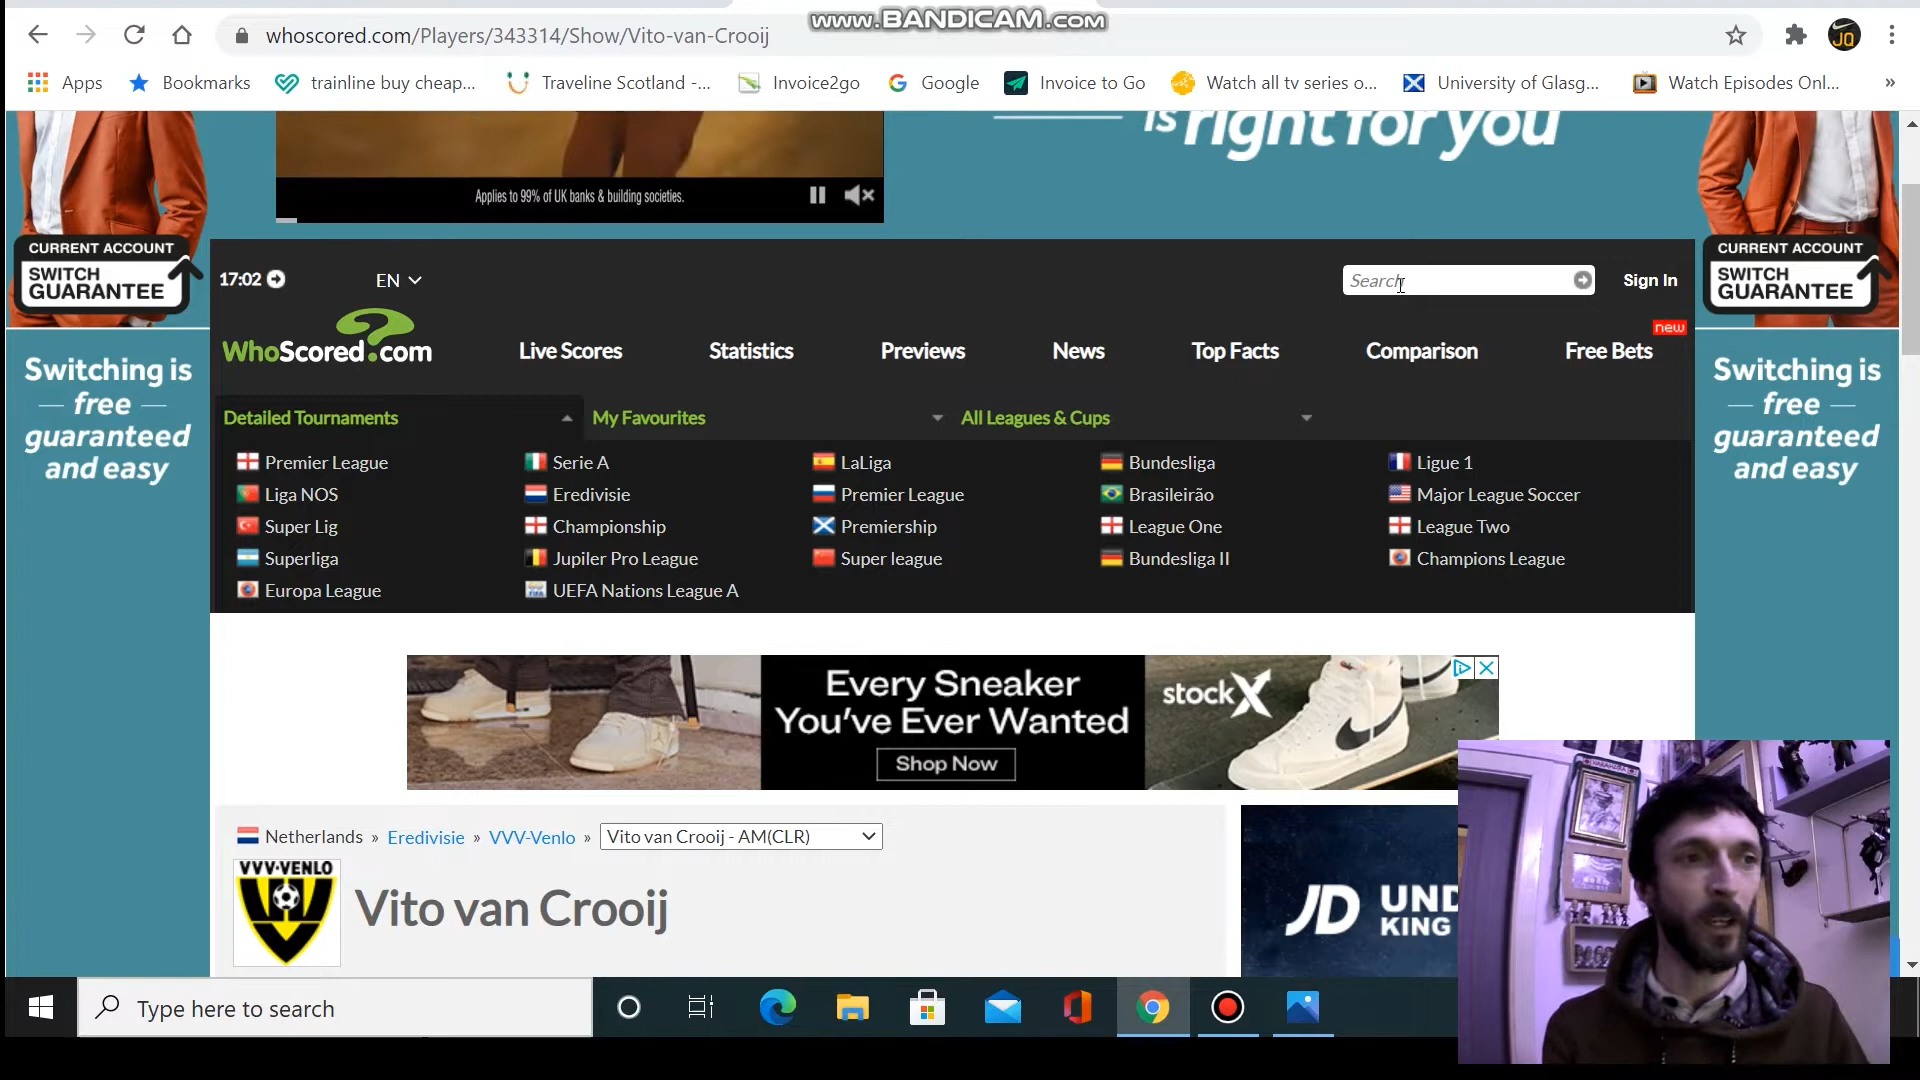 www.BANDICAM.com
whoscored.com/Players/343314/Show/Vito-van-Crooij
JQ
Apps Bookmarks trainline buy cheap... Traveline Scotland -... Invoice2go Google Invoice to Go Watch all tv series o... University of Glasg... Watch Episodes Onl... »
is right for you
Applies to 99% of UK banks & building societies.
CURRENT ACCOUNT
SWITCH
GUARANTEE
Switching is
free
guaranteed
and easy
17:02 EN Search Sign In
new
WhoScored.com Live Scores Statistics Previews News Top Facts Comparison Free Bets
Detailed Tournaments My Favourites All Leagues & Cups
Premier League Serie A LaLiga Bundesliga Ligue 1
Liga NOS Eredivisie Premier League Brasileirão Major League Soccer
Super Lig Championship Premiership League One League Two
Superliga Jupiler Pro League Super league Bundesliga II Champions League
Europa League UEFA Nations League A
CURRENT ACCOUNT
SWITCH
GUARANTEE
Switching is
free
guaranteed
and easy
Every Sneaker
You've Ever Wanted
Shop Now
stockX
Netherlands » Eredivisie » VVV-Venlo » Vito van Crooij - AM(CLR)
VVV-VENLO
Vito van Crooij
JD UND
KING
Type here to search